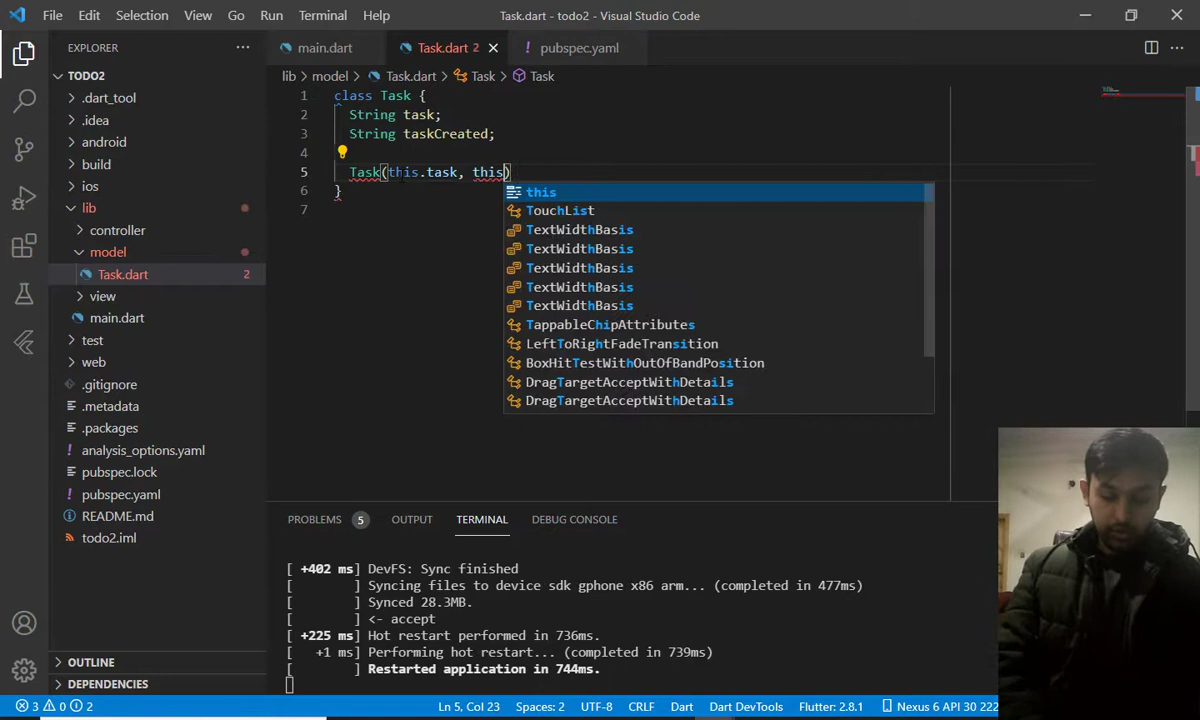 File Edit Selection View Go Run Terminal Help Task.dart - todo2 - Visual Studio Code
EXPLORER
main.dart Task.dart 2 pubspec.yaml
TODO2
lib > model > Task.dart > Task > Task
.dart_tool
.idea
android
build
ios
lib
controller
model
Task.dart 2
view
main.dart
test
web
.gitignore
.metadata
.packages
analysis_options.yaml
pubspec.lock
pubspec.yaml
README.md
todo2.iml
OUTLINE
DEPENDENCIES
1 class Task {
2 String task;
3 String taskCreated;
4
5 Task(this.task, this)
6 }
7
this
TouchList
TextWidthBasis
TextWidthBasis
TextWidthBasis
TextWidthBasis
TextWidthBasis
TappableChipAttributes
LeftToRightFadeTransition
BoxHitTestWithOutOfBandPosition
DragTargetAcceptWithDetails
DragTargetAcceptWithDetails
PROBLEMS 5 OUTPUT TERMINAL DEBUG CONSOLE
[ +402 ms] DevFS: Sync finished
[ ] Syncing files to device sdk gphone x86 arm... (completed in 477ms)
[ ] Synced 28.3MB.
[ ] <- accept
[ +225 ms] Hot restart performed in 736ms.
[ +1 ms] Performing hot restart... (completed in 739ms)
[ ] Restarted application in 744ms.
3 0 2 Ln 5, Col 23 Spaces: 2 UTF-8 CRLF Dart Dart DevTools Flutter: 2.8.1 Nexus 6 API 30 222